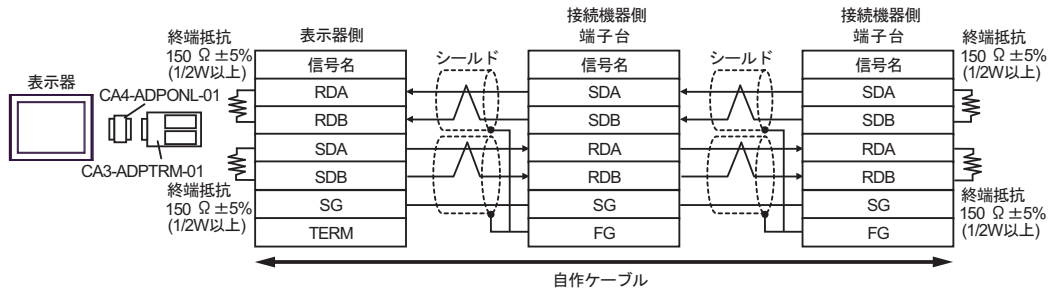 表示器
CA4-ADPONL-01
CA3-ADPTRM-01
終端抵抗
150 Ω ±5%
(1/2W以上)
終端抵抗
150 Ω ±5%
(1/2W以上)
表示器側
信号名
RDA
RDB
SDA
SDB
SG
TERM
シールド
接続機器側
端子台
信号名
SDA
SDB
RDA
RDB
SG
FG
シールド
接続機器側
端子台
信号名
SDA
SDB
RDA
RDB
SG
FG
終端抵抗
150 Ω ±5%
(1/2W以上)
終端抵抗
150 Ω ±5%
(1/2W以上)
自作ケーブル